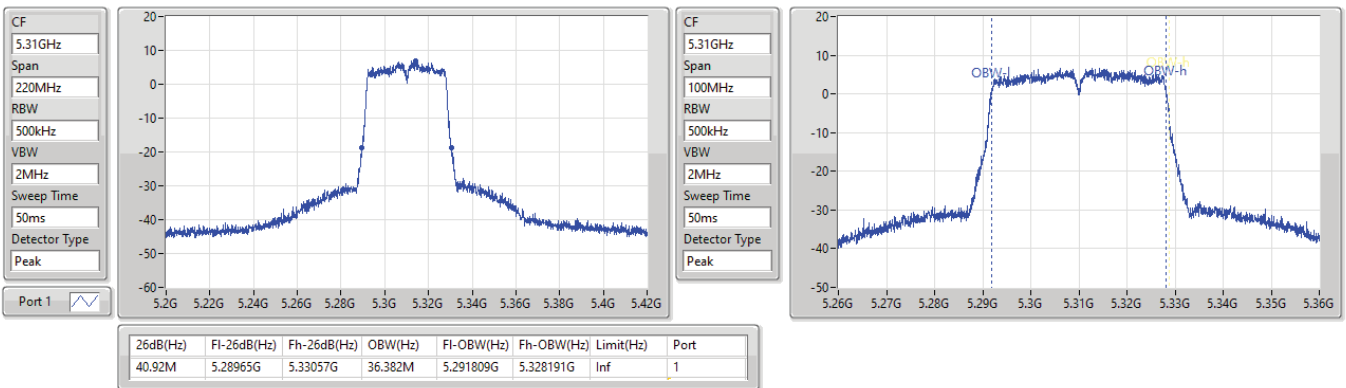 CF
5.31GHz
Span
220MHz
RBW
500kHz
VBW
2MHz
Sweep Time
50ms
Detector Type
Peak
Port 1
20
10
0
-10
-20
-30
-40
-50
-60
5.2G 5.22G 5.24G 5.26G 5.28G 5.3G 5.32G 5.34G 5.36G 5.38G 5.4G 5.42G
CF
5.31GHz
Span
100MHz
RBW
500kHz
VBW
2MHz
Sweep Time
50ms
Detector Type
Peak
20
10
0
-10
-20
-30
-40
-50
OBW-l
OBW-h
OBW-h
5.26G 5.27G 5.28G 5.29G 5.3G 5.31G 5.32G 5.33G 5.34G 5.35G 5.36G
26dB(Hz) Fl-26dB(Hz) Fh-26dB(Hz) OBW(Hz) Fl-OBW(Hz) Fh-OBW(Hz) Limit(Hz) Port
40.92M 5.28965G 5.33057G 36.382M 5.291809G 5.328191G Inf 1